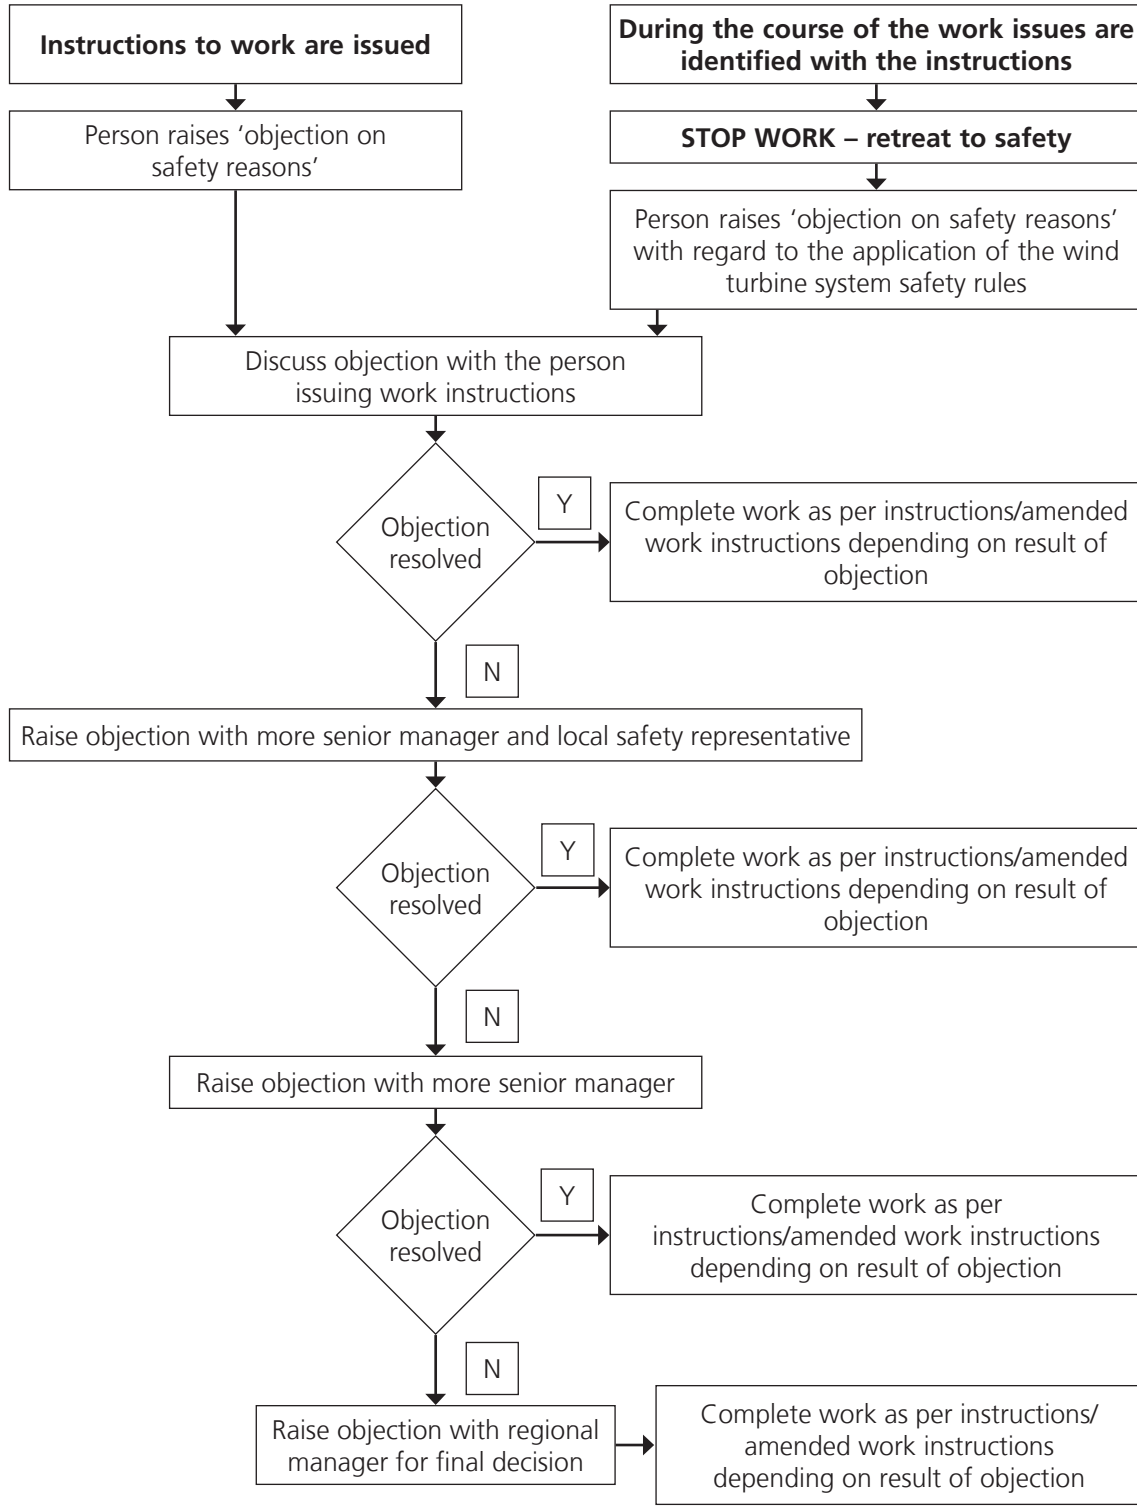 Instructions to work are issued
During the course of the work issues are
identified with the instructions
Person raises ‘objection on
safety reasons’
STOP WORK – retreat to safety
Person raises ‘objection on safety reasons’
with regard to the application of the wind
turbine system safety rules
Discuss objection with the person
issuing work instructions
Objection
resolved
Y
Complete work as per instructions/amended
work instructions depending on result of
objection
N
Raise objection with more senior manager and local safety representative
Objection
resolved
Y
Complete work as per instructions/amended
work instructions depending on result of
objection
N
Raise objection with more senior manager
Objection
resolved
Y
Complete work as per
instructions/amended work instructions
depending on result of objection
N
Raise objection with regional
manager for final decision
Complete work as per instructions/
amended work instructions
depending on result of objection